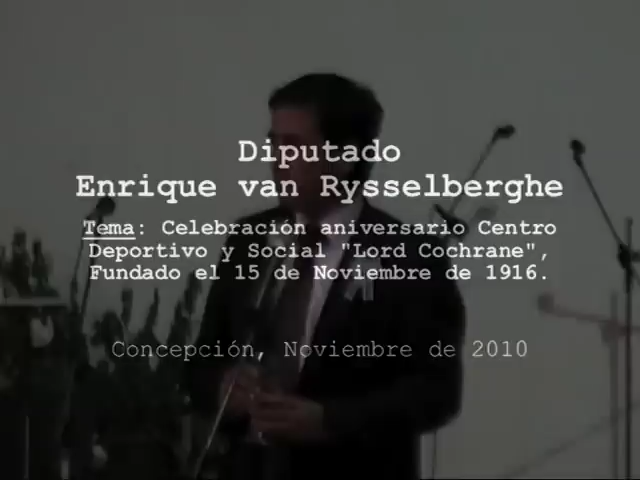 Diputado
Enrique van Rysselberghe
Tema: Celebración aniversario Centro
Deportivo y Social "Lord Cochrane",
Fundado el 15 de Noviembre de 1916.
Concepción, Noviembre de 2010